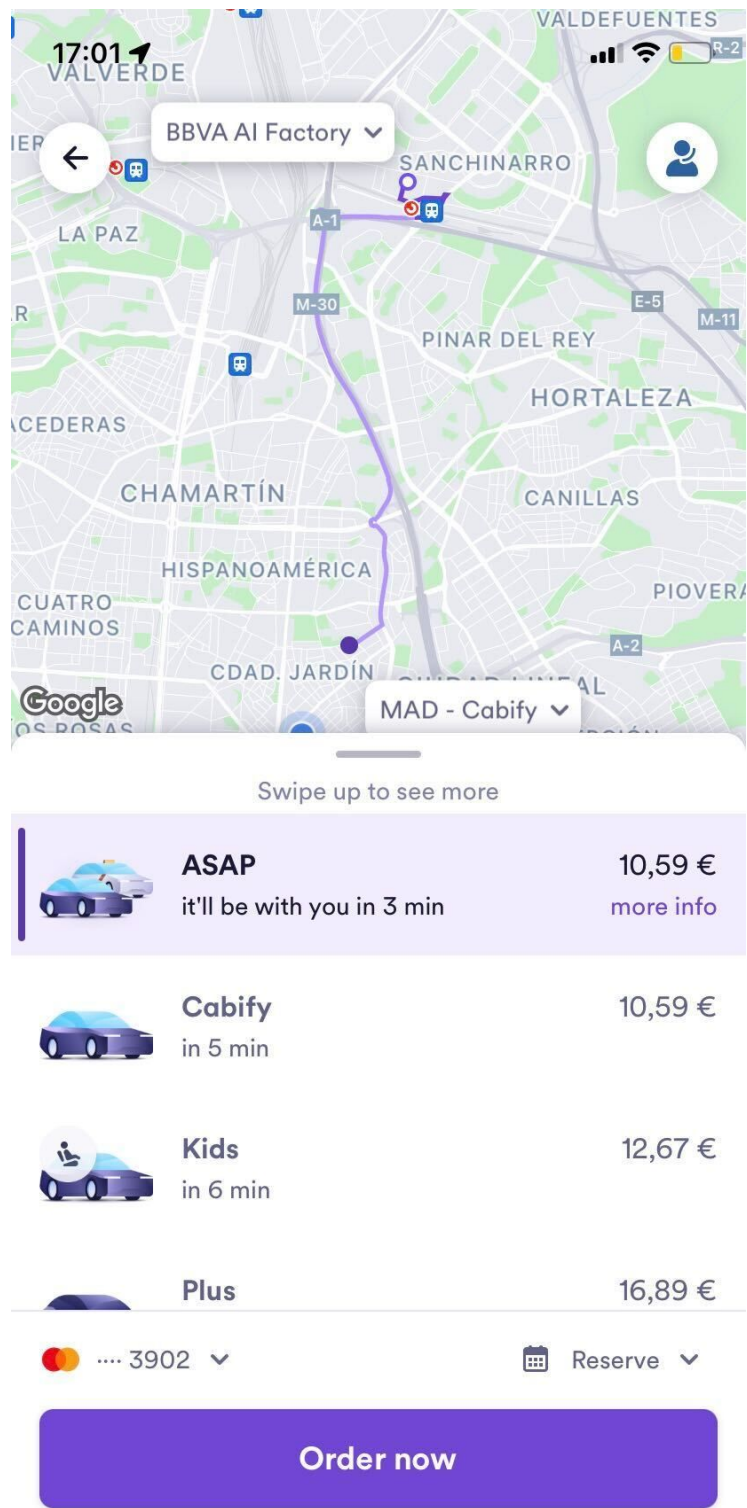 VALDEFUENTES
17:01
R-2
VALVERDE
BBVA AI Factory
SANCHINARRO
A-1
LA PAZ
M-30
E-5
M-11
PINAR DEL REY
HORTALEZA
CHAMARTÍN
CANILLAS
HISPANOAMÉRICA
CUATRO
CAMINOS
A-2
CDAD. JARDÍN
Google
MAD - Cabify
Swipe up to see more
ASAP
10,59 €
it'll be with you in 3 min
more info
Cabify
10,59 €
in 5 min
Kids
12,67 €
in 6 min
Plus
16,89 €
···· 3902
Reserve
Order now